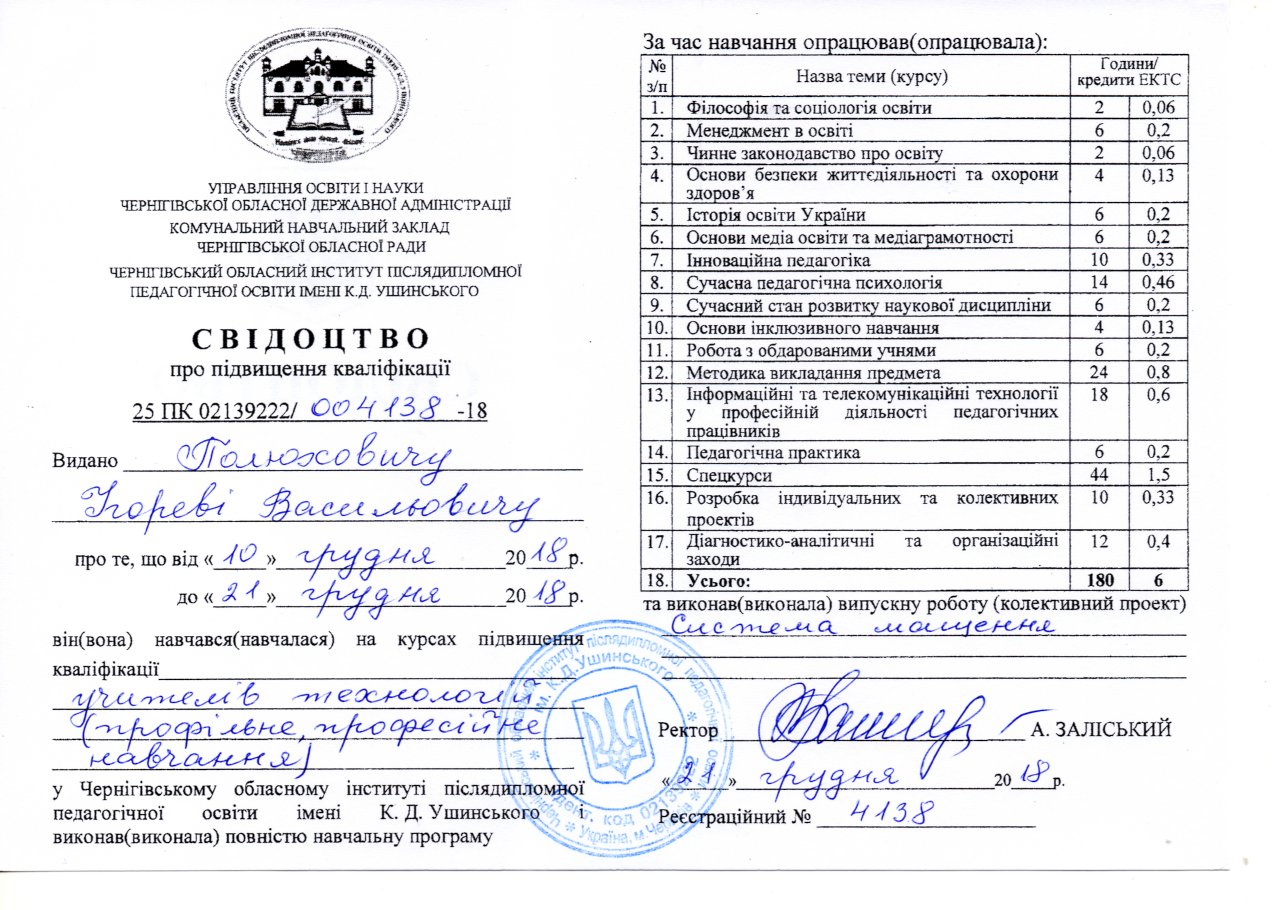 УПРАВЛІННЯ ОСВІТИ І НАУКИ
ЧЕРНІГІВСЬКОЇ ОБЛАСНОЇ ДЕРЖАВНОЇ АДМІНІСТРАЦІЇ
КОМУНАЛЬНИЙ НАВЧАЛЬНИЙ ЗАКЛАД
ЧЕРНІГІВСЬКОЇ ОБЛАСНОЇ РАДИ
ЧЕРНІГІВСЬКИЙ ОБЛАСНИЙ ІНСТИТУТ ПІСЛЯДИПЛОМНОЇ
ПЕДАГОГІЧНОЇ ОСВІТИ ІМЕНІ К.Д. УШИНСЬКОГО
СВІДОЦТВО
про підвищення кваліфікації
25 ПК 02139222/ 004138 -18
Видано Полюховичу
Ігореві Васильовичу
про те, що від «10» грудня 2018 р.
до «21» грудня 2018 р.
він(вона) навчався(навчалася) на курсах підвищення
кваліфікації
учителів технологій
(профільне, професійне
навчання)
у Чернігівському обласному інституті післядипломної
педагогічної освіти імені К. Д. Ушинського і
виконав(виконала) повністю навчальну програму
За час навчання опрацював(опрацювала):
№ з/п Назва теми (курсу) Години/ кредити ЕКТС
1. Філософія та соціологія освіти 2 0,06
2. Менеджмент в освіті 6 0,2
3. Чинне законодавство про освіту 2 0,06
4. Основи безпеки життєдіяльності та охорони 4 0,13
здоров’я
5. Історія освіти України 6 0,2
6. Основи медіа освіти та медіаграмотності 6 0,2
7. Інноваційна педагогіка 10 0,33
8. Сучасна педагогічна психологія 14 0,46
9. Сучасний стан розвитку наукової дисципліни 6 0,2
10. Основи інклюзивного навчання 4 0,13
11. Робота з обдарованими учнями 6 0,2
12. Методика викладання предмета 24 0,8
13. Інформаційні та телекомунікаційні технології 18 0,6
у професійній діяльності педагогічних
працівників
14. Педагогічна практика 6 0,2
15. Спецкурси 44 1,5
16. Розробка індивідуальних та колективних 10 0,33
проектів
17. Діагностико-аналітичні та організаційні 12 0,4
заходи
18. Усього: 180 6
та виконав(виконала) випускну роботу (колективний проект)
Система мащення
Ректор А. ЗАЛІСЬКИЙ
«21» грудня 2018 р.
Реєстраційний № 4138
ім. К.Д.Ушинського
Україна, м.Чернігів